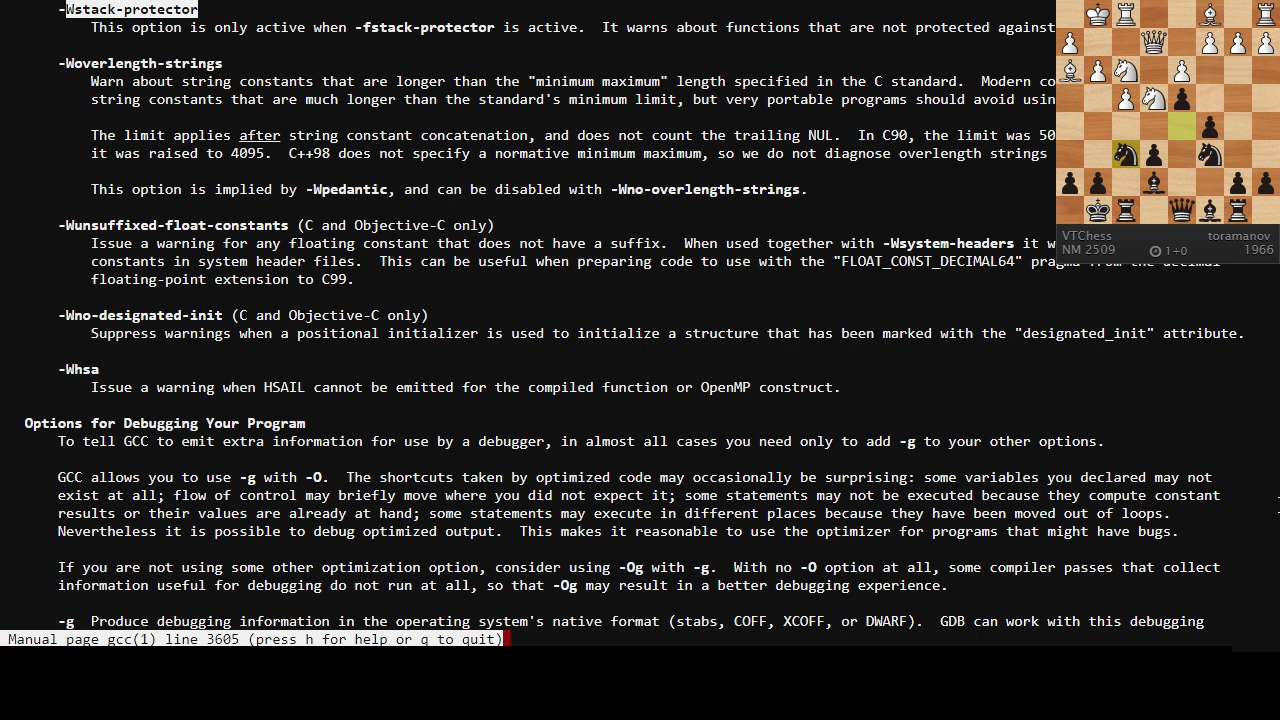 -Wstack-protector
This option is only active when -fstack-protector is active.  It warns about functions that are not protected against
-Woverlength-strings
Warn about string constants that are longer than the "minimum maximum" length specified in the C standard.  Modern co
string constants that are much longer than the standard's minimum limit, but very portable programs should avoid usin
The limit applies after string constant concatenation, and does not count the trailing NUL.  In C90, the limit was 50
it was raised to 4095.  C++98 does not specify a normative minimum maximum, so we do not diagnose overlength strings
This option is implied by -Wpedantic, and can be disabled with -Wno-overlength-strings.
-Wunsuffixed-float-constants (C and Objective-C only)
Issue a warning for any floating constant that does not have a suffix.  When used together with -Wsystem-headers it w
constants in system header files.  This can be useful when preparing code to use with the "FLOAT_CONST_DECIMAL64" pragma from the decimal
floating-point extension to C99.
VTChess toramanov
NM 2509 1+0 1966
-Wno-designated-init (C and Objective-C only)
Suppress warnings when a positional initializer is used to initialize a structure that has been marked with the "designated_init" attribute.
-Whsa
Issue a warning when HSAIL cannot be emitted for the compiled function or OpenMP construct.
Options for Debugging Your Program
To tell GCC to emit extra information for use by a debugger, in almost all cases you need only to add -g to your other options.
GCC allows you to use -g with -O.  The shortcuts taken by optimized code may occasionally be surprising: some variables you declared may not
exist at all; flow of control may briefly move where you did not expect it; some statements may not be executed because they compute constant
results or their values are already at hand; some statements may execute in different places because they have been moved out of loops.
Nevertheless it is possible to debug optimized output.  This makes it reasonable to use the optimizer for programs that might have bugs.
If you are not using some other optimization option, consider using -Og with -g.  With no -O option at all, some compiler passes that collect
information useful for debugging do not run at all, so that -Og may result in a better debugging experience.
-g  Produce debugging information in the operating system's native format (stabs, COFF, XCOFF, or DWARF).  GDB can work with this debugging
Manual page gcc(1) line 3605 (press h for help or q to quit)